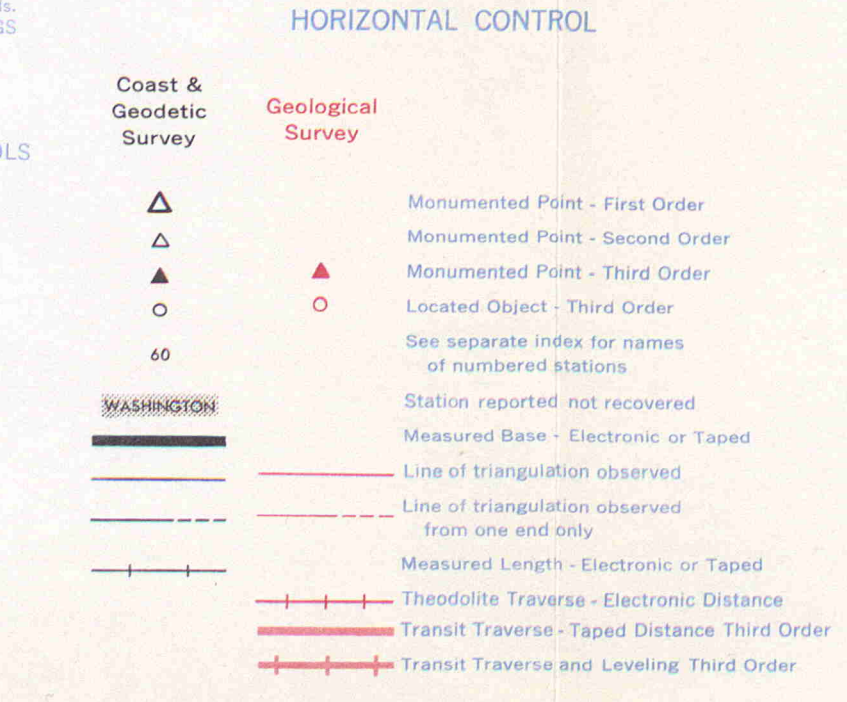 HORIZONTAL CONTROL
Coast &
Geodetic
Survey
Geological
Survey
Monumented Point - First Order
Monumented Point - Second Order
Monumented Point - Third Order
Located Object - Third Order
60
See separate index for names
of numbered stations
WASHINGTON
Station reported not recovered
Measured Base - Electronic or Taped
Line of triangulation observed
Line of triangulation observed
from one end only
Measured Length - Electronic or Taped
Theodolite Traverse - Electronic Distance
Transit Traverse - Taped Distance Third Order
Transit Traverse and Leveling Third Order